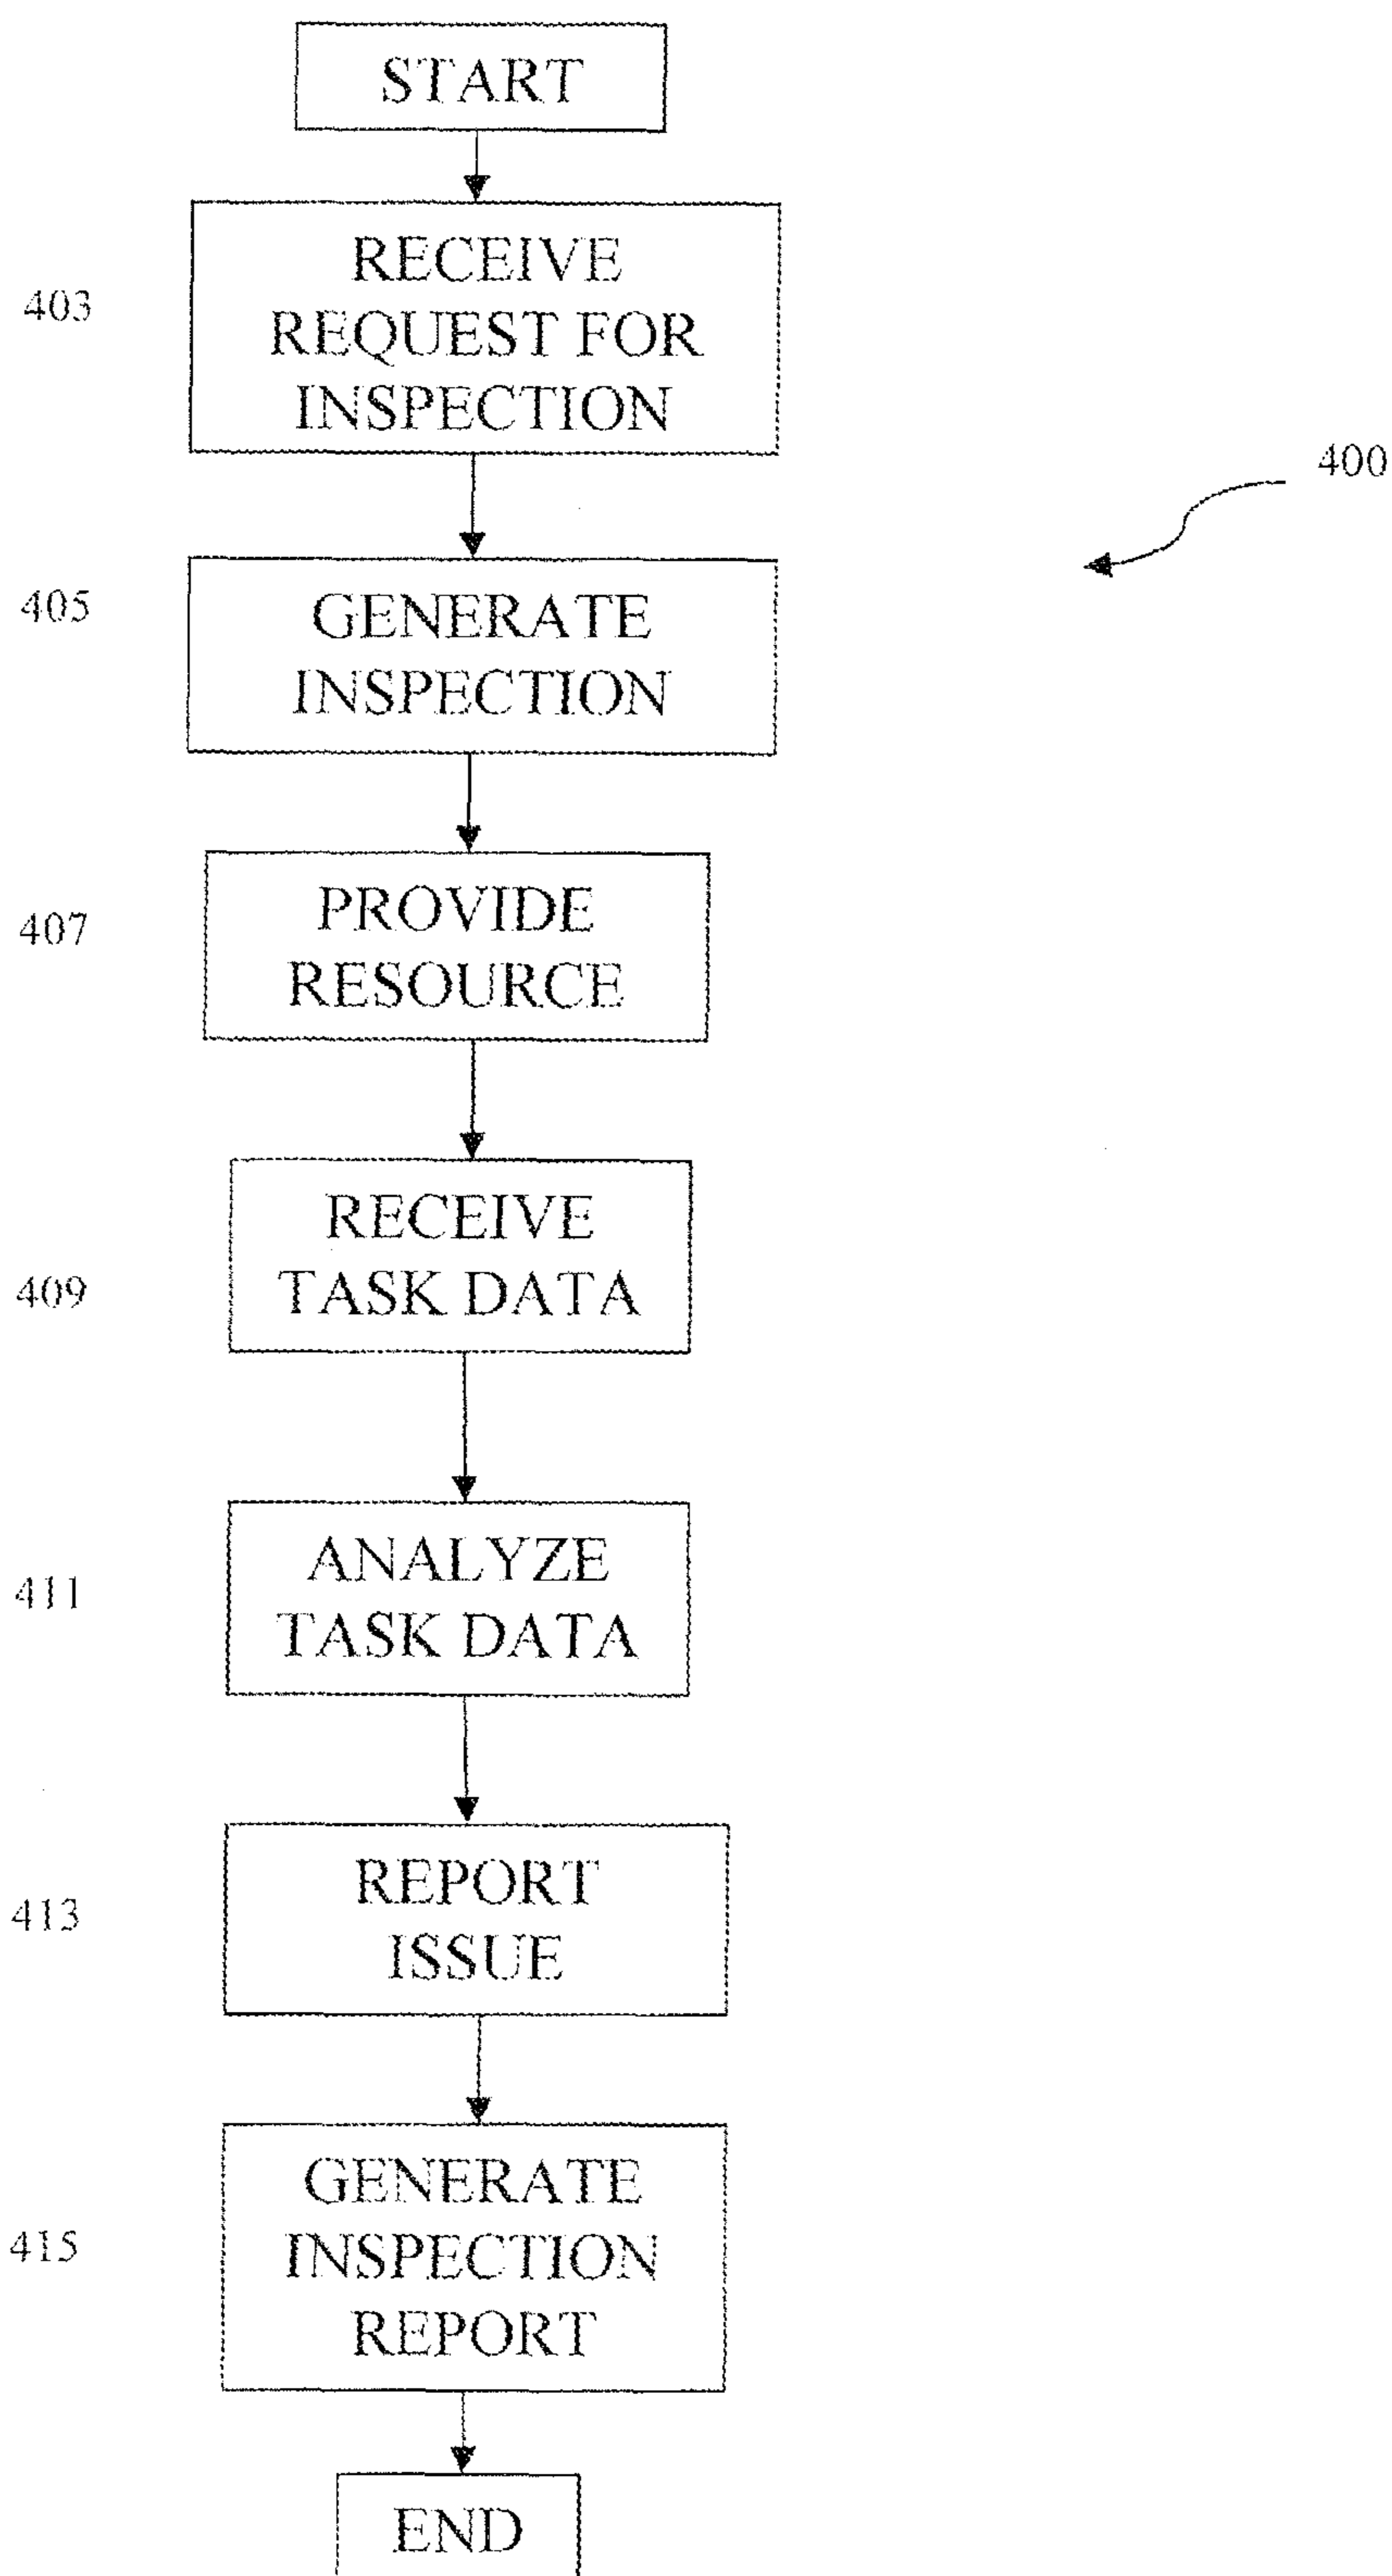 START
403
RECEIVE
REQUEST FOR
INSPECTION
400
405
GENERATE
INSPECTION
407
PROVIDE
RESOURCE
409
RECEIVE
TASK DATA
411
ANALYZE
TASK DATA
413
REPORT
ISSUE
415
GENERATE
INSPECTION
REPORT
END